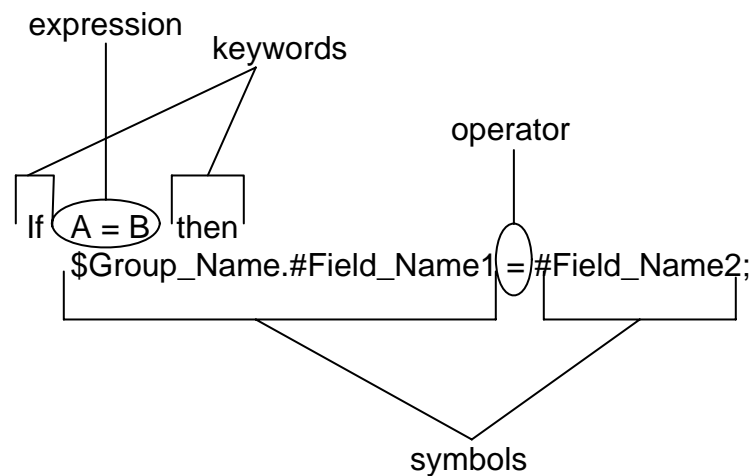 expression
keywords
operator
If A = B then
$Group_Name.#Field_Name1 = #Field_Name2;
symbols